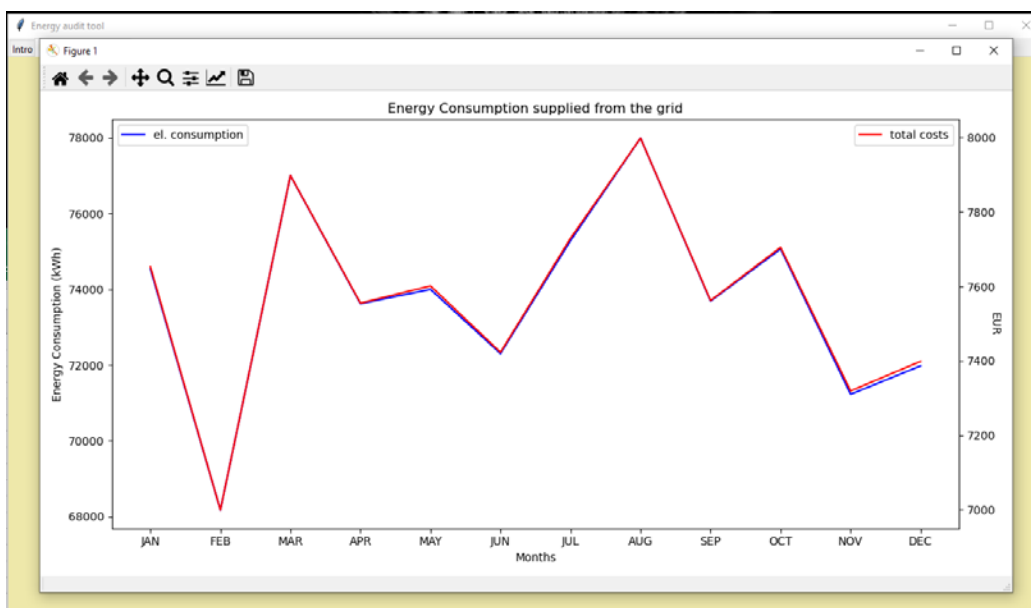 Energy audit tool
Intro
Figure 1
Energy Consumption supplied from the grid
el. consumption
total costs
Energy Consumption (kWh)
78000
76000
74000
72000
70000
68000
8000
7800
7600
7400
7200
7000
EUR
JAN FEB MAR APR MAY JUN JUL AUG SEP OCT NOV DEC
Months